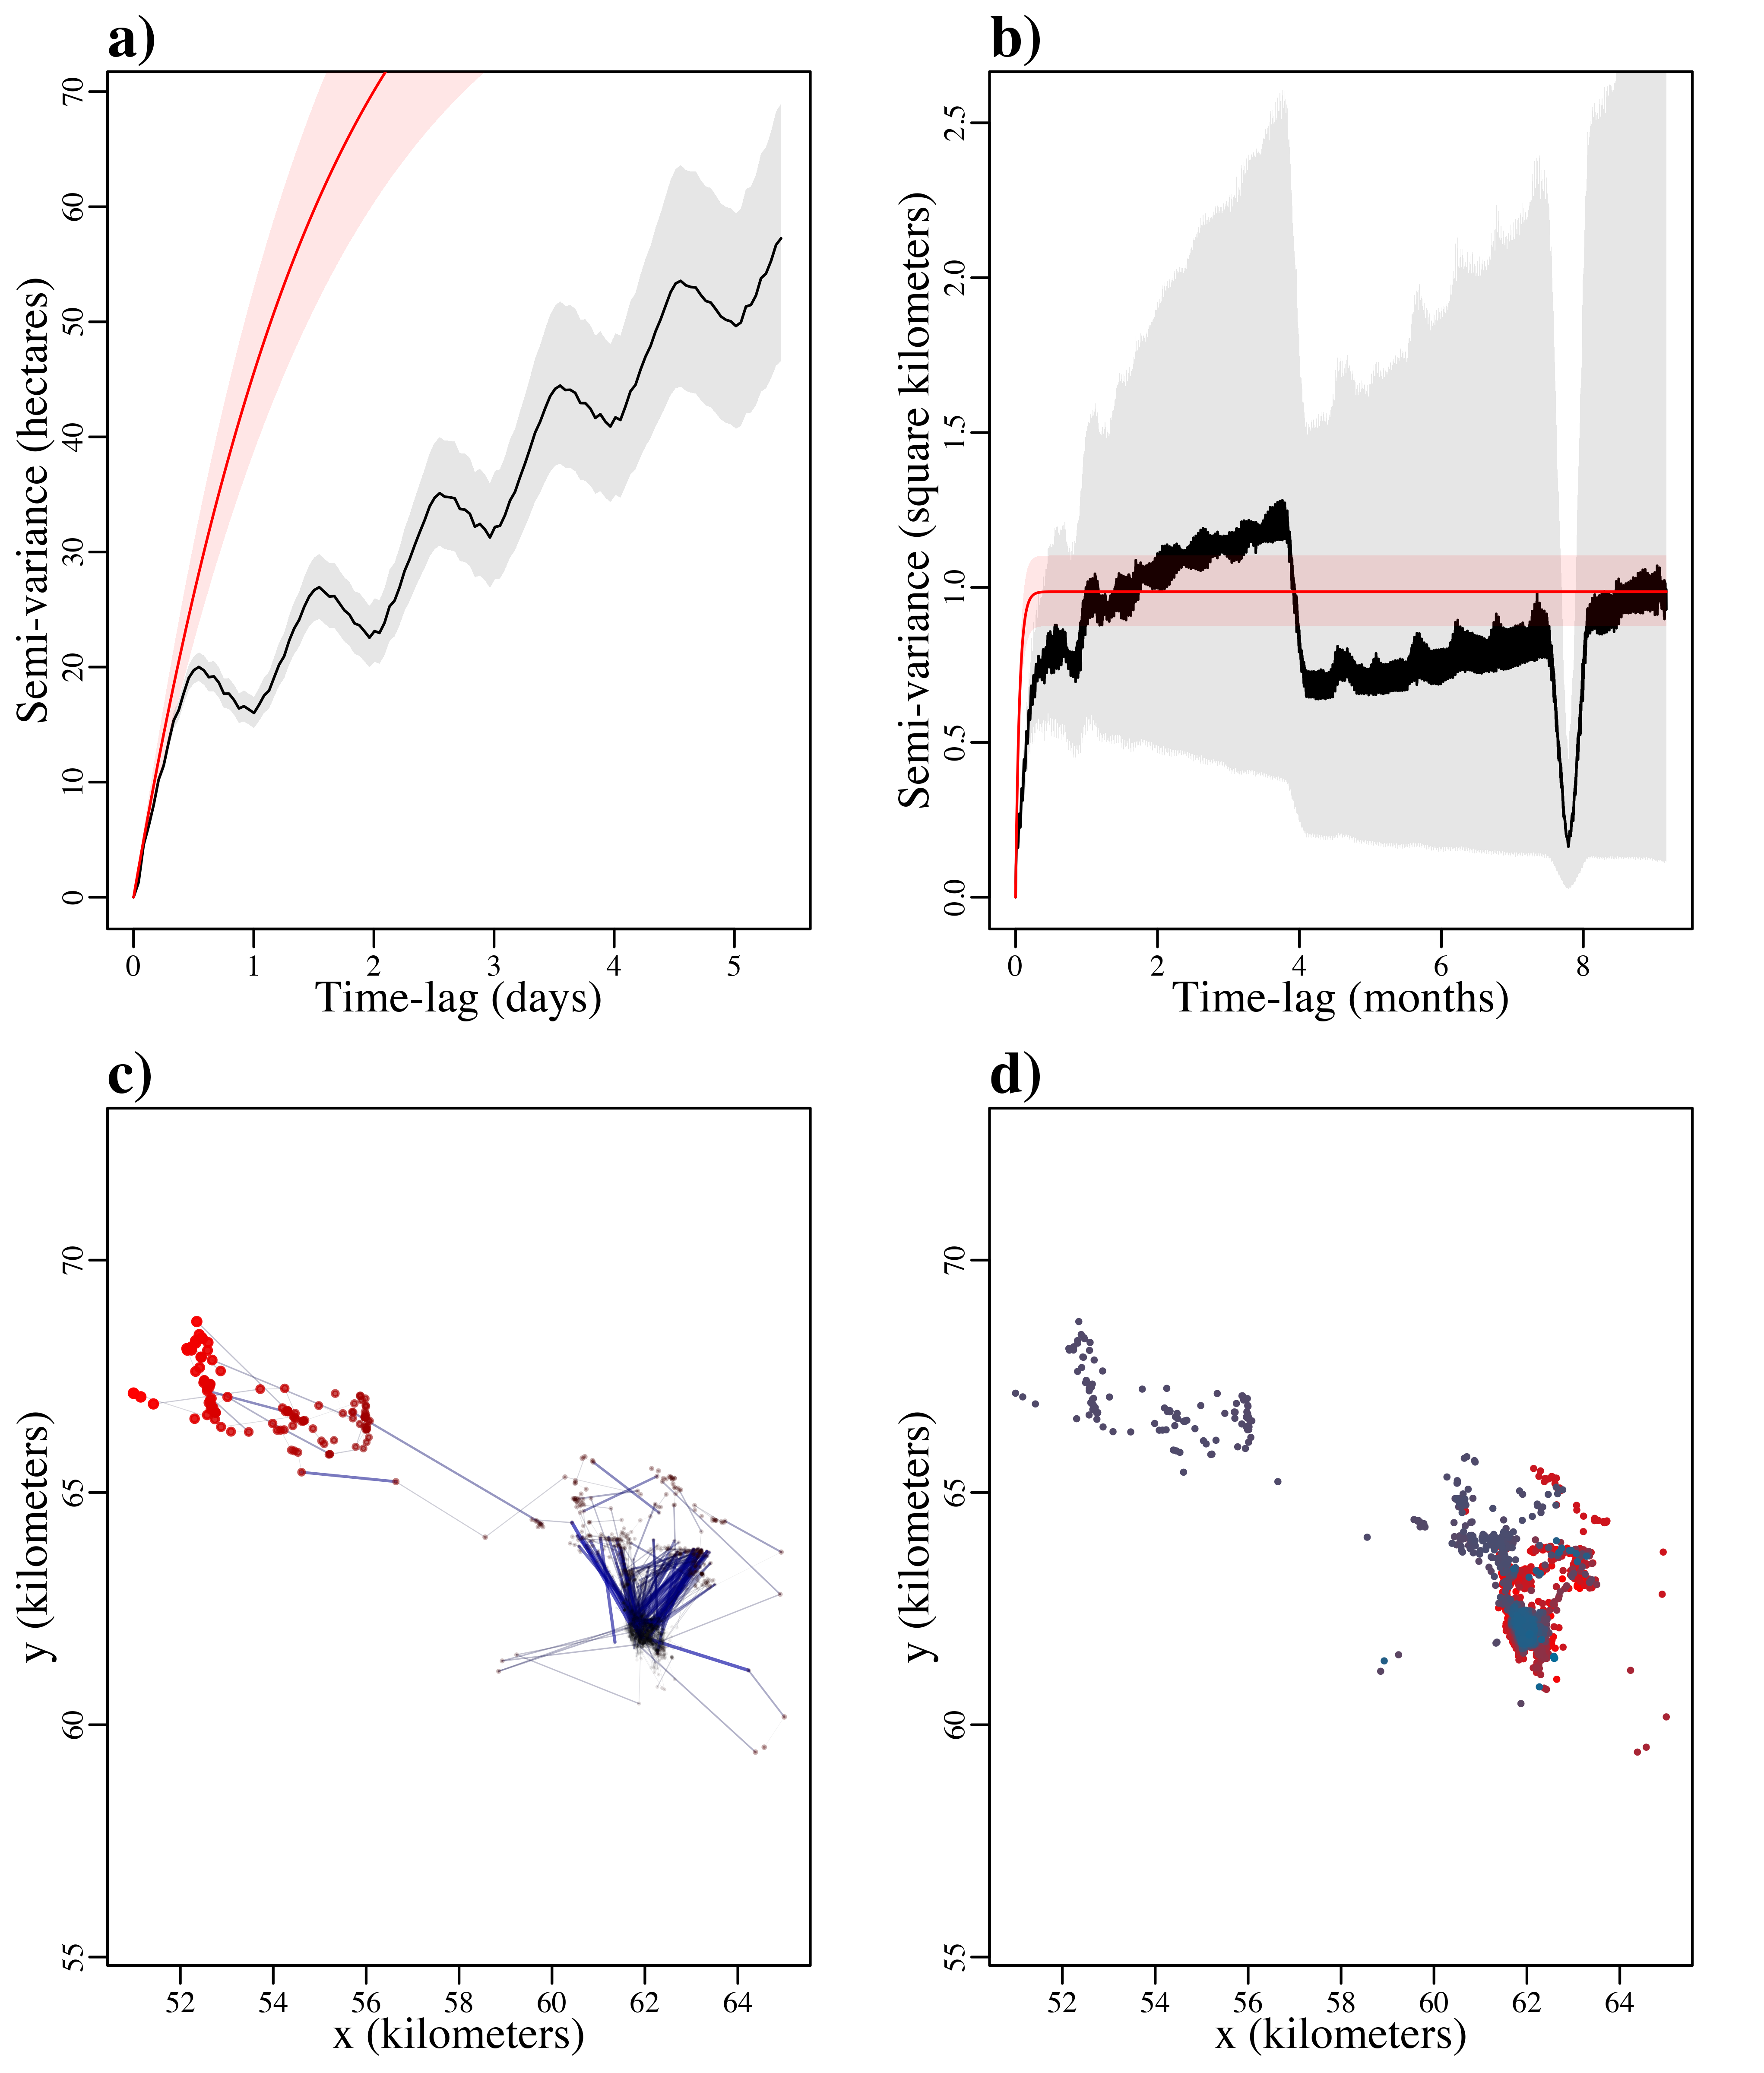 a)
Semi-variance (hectares)
70
60
50
40
30
20
10
0
0 1 2 3 4 5
Time-lag (days)
b)
Semi-variance (square kilometers)
2.5
2.0
1.5
1.0
0.5
0.0
0 2 4 6 8
Time-lag (months)
c)
y (kilometers)
70
65
60
55
52 54 56 58 60 62 64
x (kilometers)
d)
y (kilometers)
70
65
60
55
52 54 56 58 60 62 64
x (kilometers)